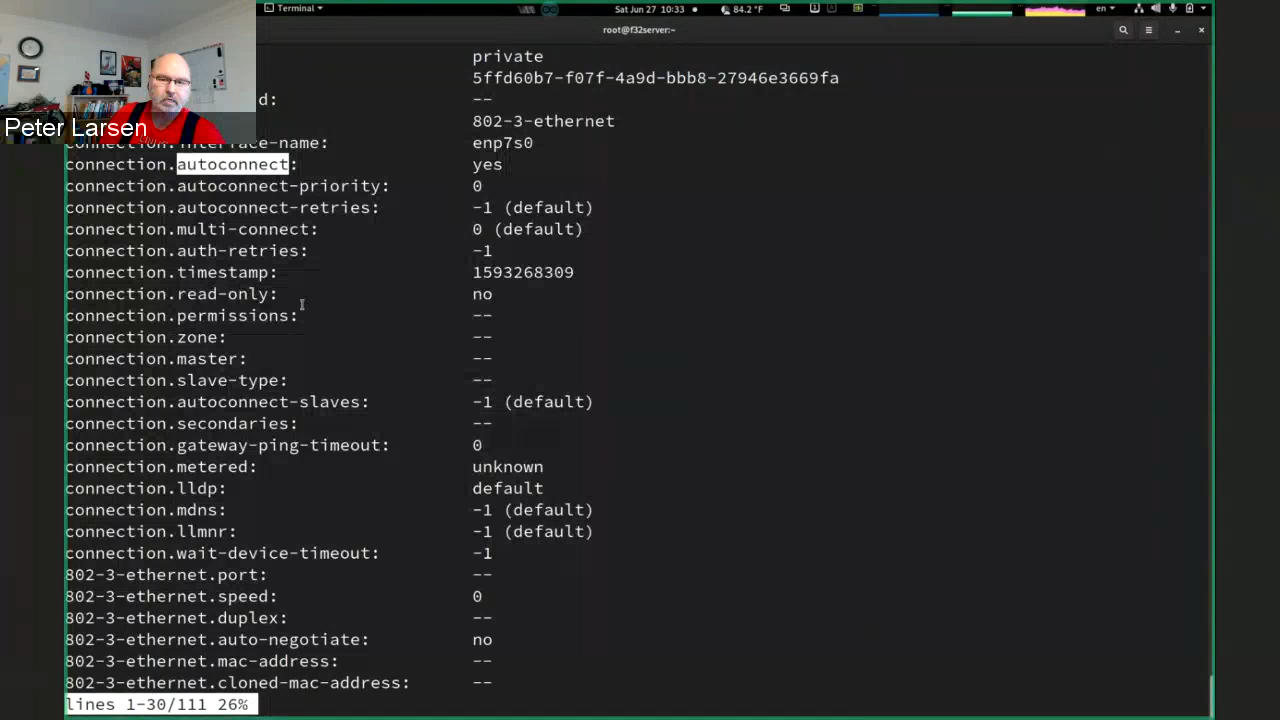 Terminal
Sat Jun 27 10:33
84.2 °F
en
root@f32server:~
Peter Larsen
private
5ffd60b7-f07f-4a9d-bbb8-27946e3669fa
d: --
802-3-ethernet
interface-name: enp7s0
connection.autoconnect: yes
connection.autoconnect-priority: 0
connection.autoconnect-retries: -1 (default)
connection.multi-connect: 0 (default)
connection.auth-retries: -1
connection.timestamp: 1593268309
connection.read-only: no
connection.permissions: --
connection.zone: --
connection.master: --
connection.slave-type: --
connection.autoconnect-slaves: -1 (default)
connection.secondaries: --
connection.gateway-ping-timeout: 0
connection.metered: unknown
connection.lldp: default
connection.mdns: -1 (default)
connection.llmnr: -1 (default)
connection.wait-device-timeout: -1
802-3-ethernet.port: --
802-3-ethernet.speed: 0
802-3-ethernet.duplex: --
802-3-ethernet.auto-negotiate: no
802-3-ethernet.mac-address: --
802-3-ethernet.cloned-mac-address: --
lines 1-30/111 26%